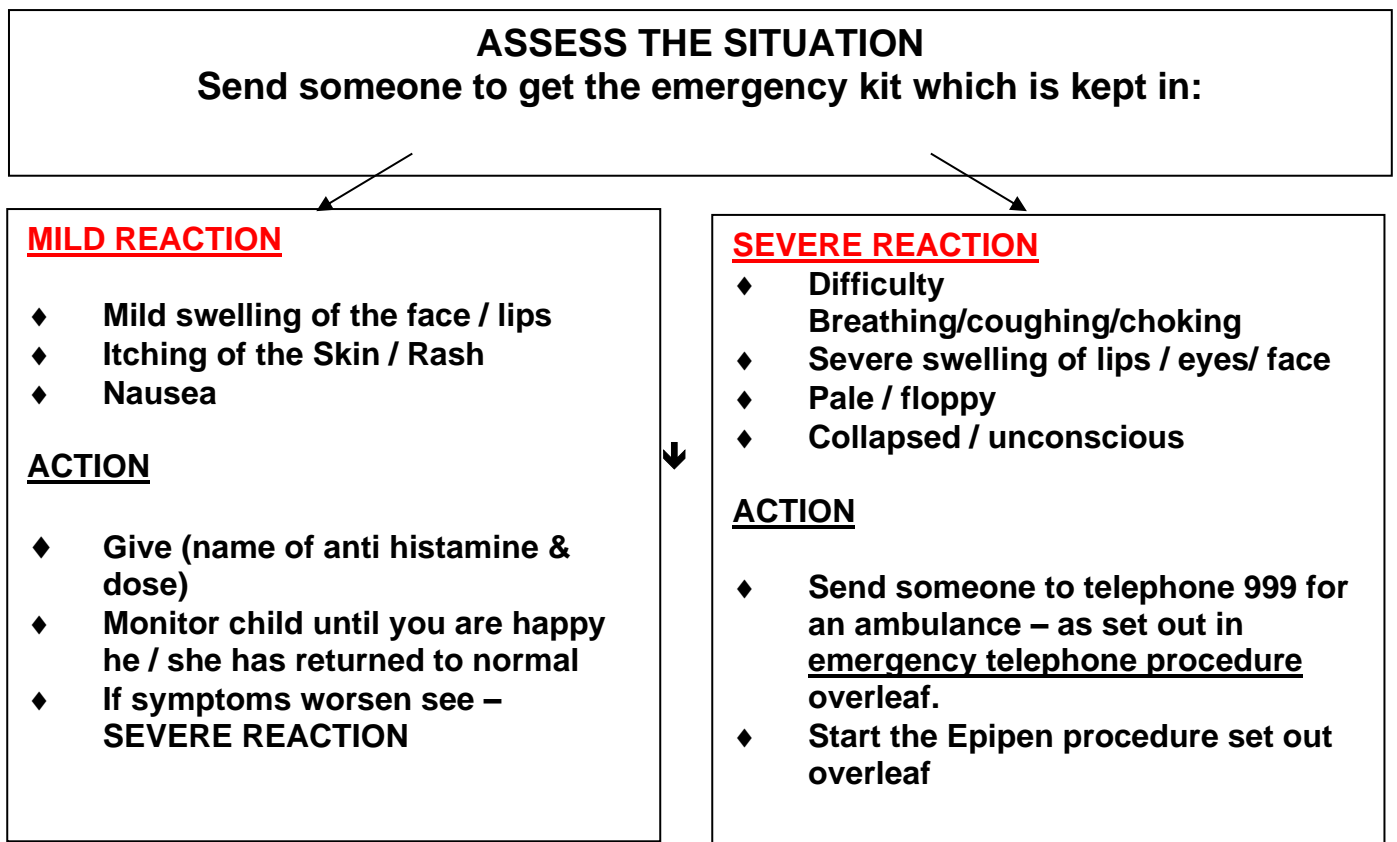 ASSESS THE SITUATION
Send someone to get the emergency kit which is kept in:
MILD REACTION
♦ Mild swelling of the face / lips
♦ Itching of the Skin / Rash
♦ Nausea
ACTION
♦ Give (name of anti histamine &
dose)
♦ Monitor child until you are happy
he / she has returned to normal
♦ If symptoms worsen see –
SEVERE REACTION
SEVERE REACTION
♦ Difficulty
Breathing/coughing/choking
♦ Severe swelling of lips / eyes/ face
♦ Pale / floppy
♦ Collapsed / unconscious
ACTION
♦ Send someone to telephone 999 for
an ambulance – as set out in
emergency telephone procedure
overleaf.
♦ Start the Epipen procedure set out
overleaf